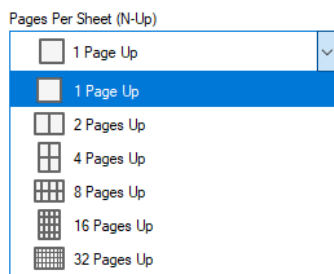 Pages Per Sheet (N-Up)
1 Page Up
1 Page Up
2 Pages Up
4 Pages Up
8 Pages Up
16 Pages Up
32 Pages Up